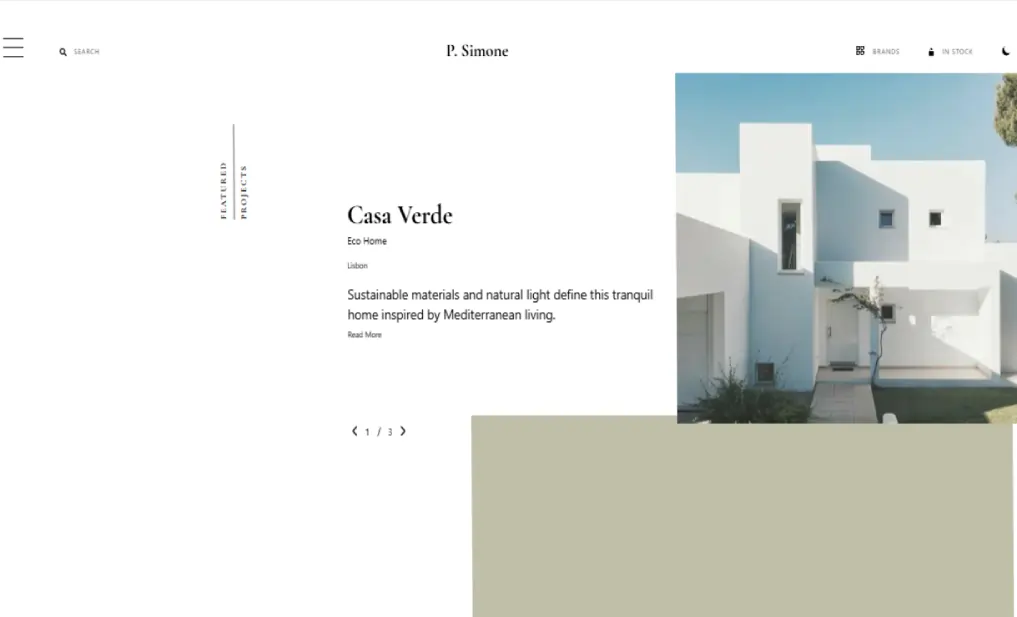 SEARCH
P. Simone
BRANDS
IN STOCK
FEATURED
PROJECTS
Casa Verde
Eco Home
Lisbon
Sustainable materials and natural light define this tranquil
home inspired by Mediterranean living.
Read More
1 / 3